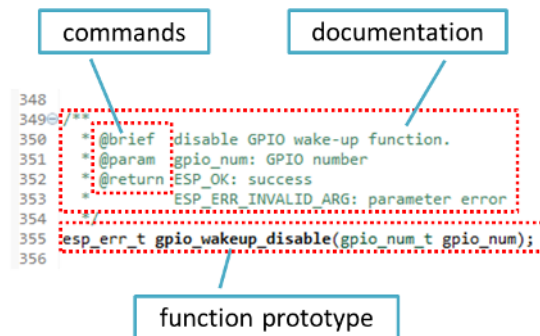 commands
documentation
348
349 /**
350 * @brief disable GPIO wake-up function.
351 * @param gpio_num: GPIO number
352 * @return ESP_OK: success
353 * ESP_ERR_INVALID_ARG: parameter error
354 */
355 esp_err_t gpio_wakeup_disable(gpio_num_t gpio_num);
356
function prototype